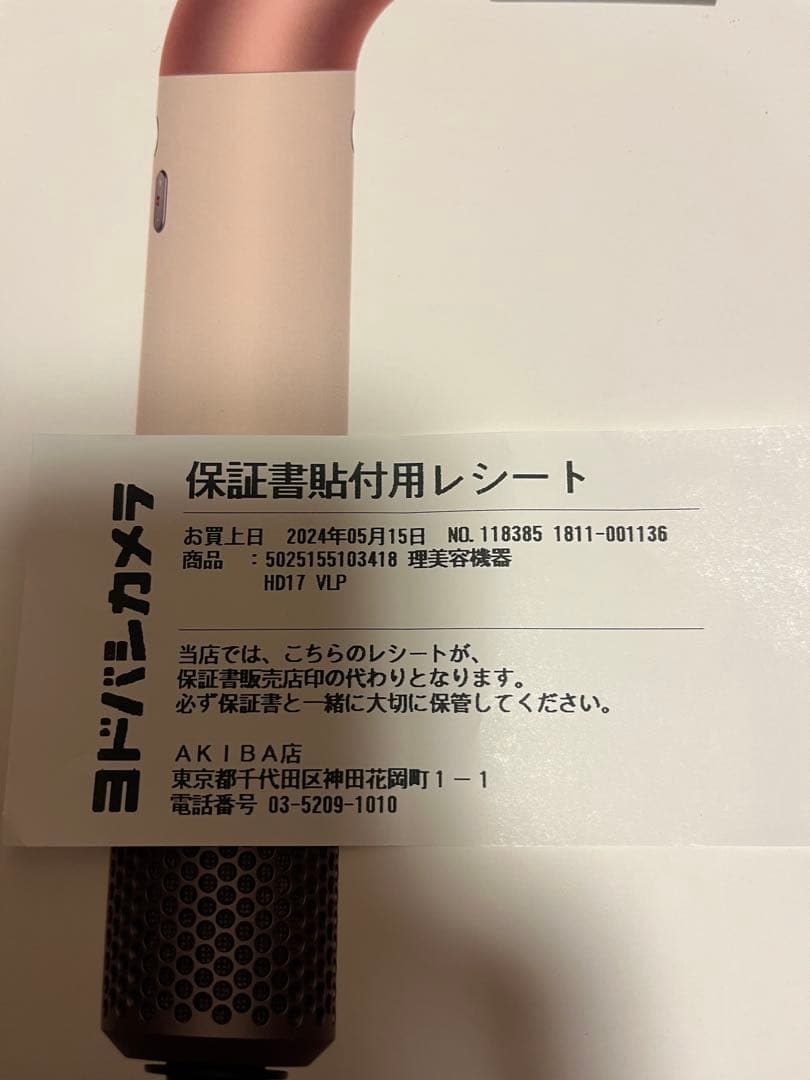 ヨドバシカメラ
保証書貼付用レシート
お買上日 2024年05月15日 NO.118385 1811-001136
商品 :5025155103418 理美容機器
HD17 VLP
当店では、こちらのレシートが、
保証書販売店印の代わりとなります。
必ず保証書と一緒に大切に保管してください。
AKIBA店
東京都千代田区神田花岡町1-1
電話番号 03-5209-1010